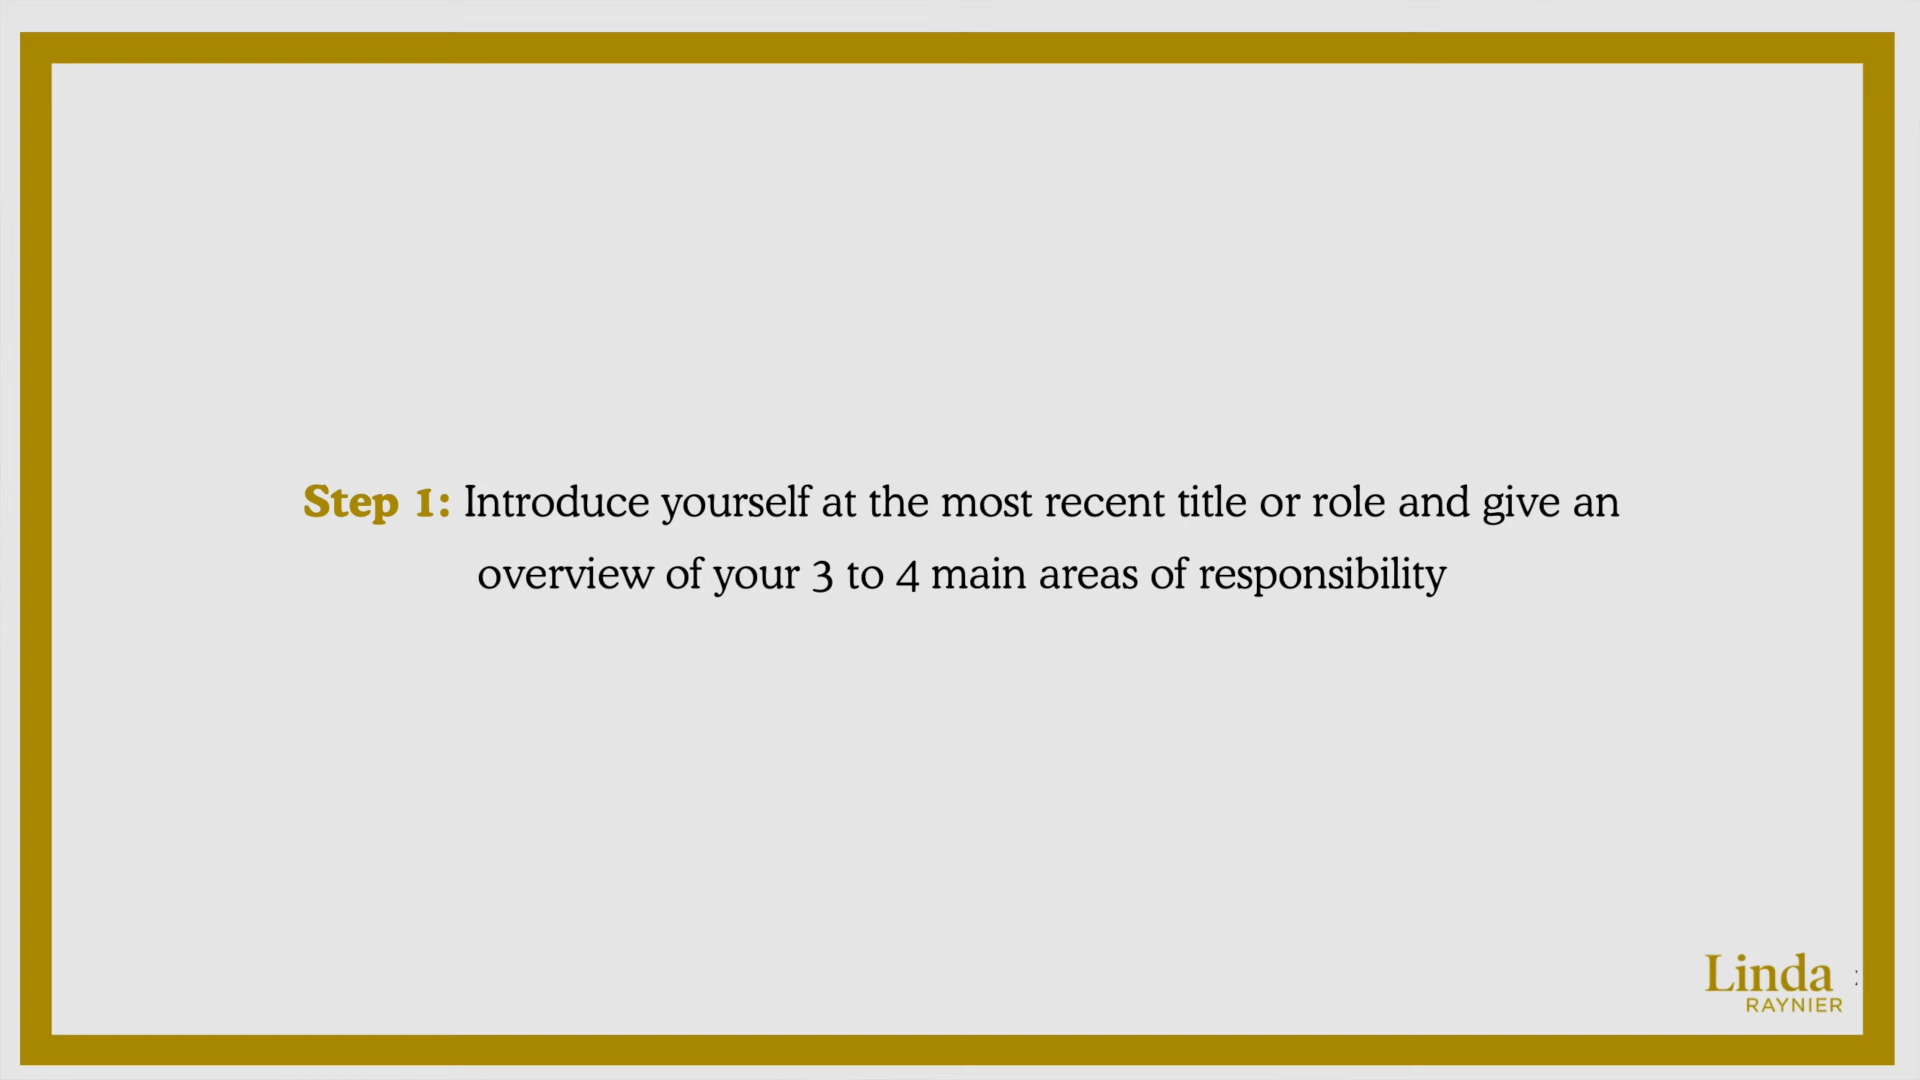 Step 1: Introduce yourself at the most recent title or role and give an
overview of your 3 to 4 main areas of responsibility
Linda
RAYNIER